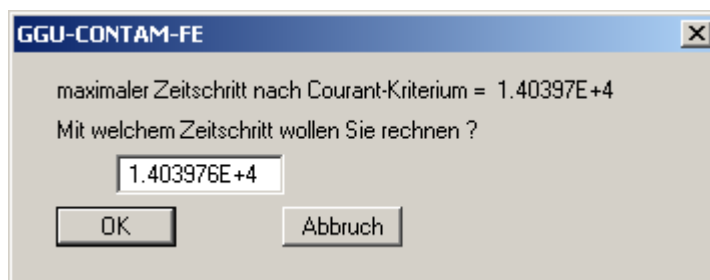 GGU-CONTAM-FE
maximaler Zeitschritt nach Courant-Kriterium = 1.40397E+4
Mit welchem Zeitschritt wollen Sie rechnen ?
1.403976E+4
OK Abbruch